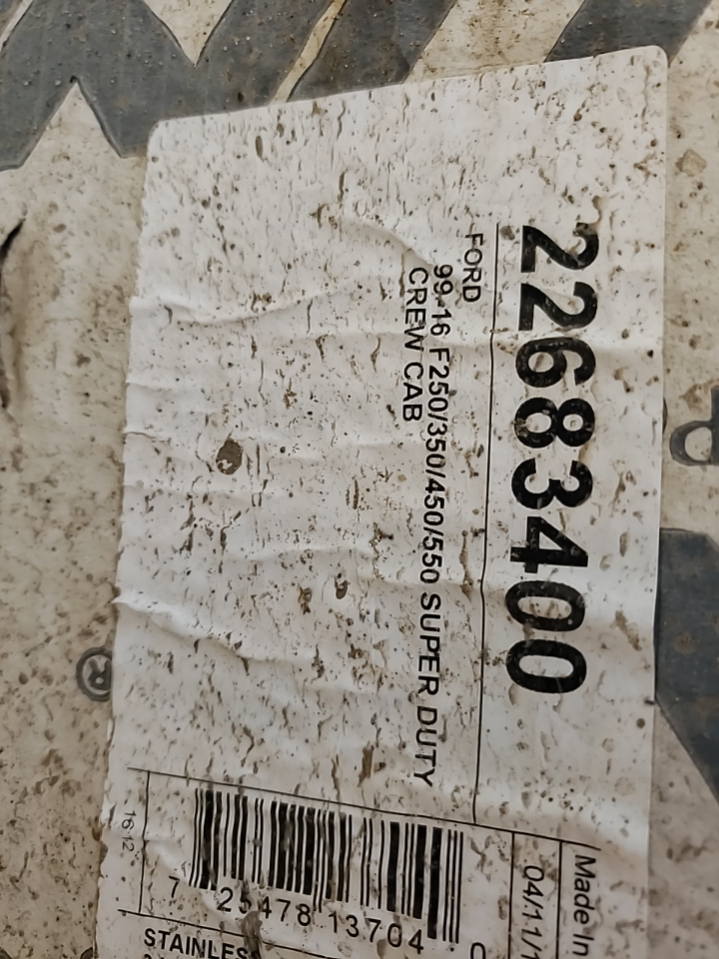 22683400
FORD
99-16 F250/350/450/550 SUPER DUTY
CREW CAB
Made In
04/11/1
16:12
7 25478 13704 0
STAINLES
®